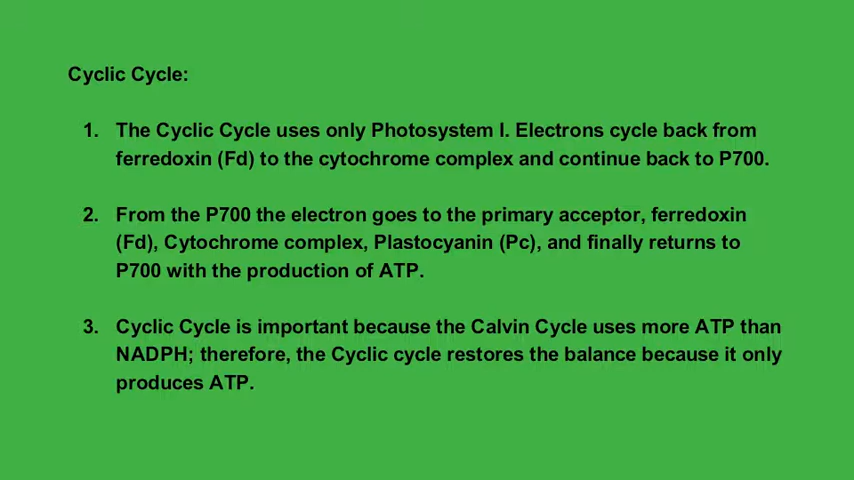 Cyclic Cycle:
1. The Cyclic Cycle uses only Photosystem I. Electrons cycle back from
ferredoxin (Fd) to the cytochrome complex and continue back to P700.
2. From the P700 the electron goes to the primary acceptor, ferredoxin
(Fd), Cytochrome complex, Plastocyanin (Pc), and finally returns to
P700 with the production of ATP.
3. Cyclic Cycle is important because the Calvin Cycle uses more ATP than
NADPH; therefore, the Cyclic cycle restores the balance because it only
produces ATP.